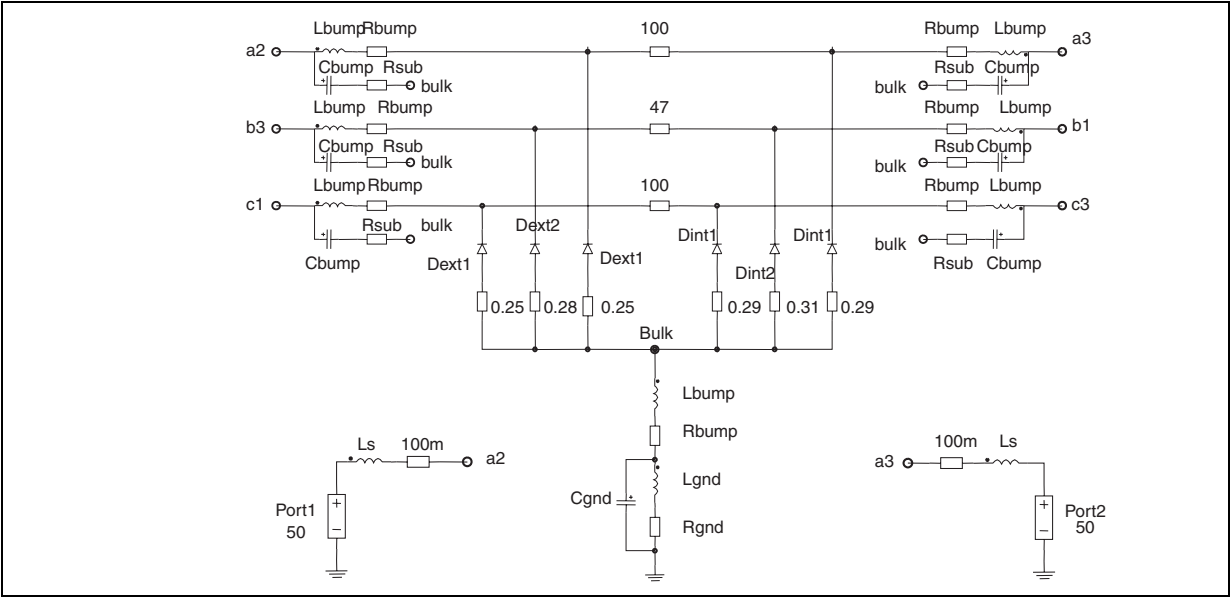 LbumpRbump 100 Rbump Lbump
a2 a3
Cbump Rsub Rsub Cbump
bulk bulk
Lbump Rbump 47 Rbump Lbump
b3 b1
Cbump Rsub Rsub Cbump
bulk bulk
Lbump Rbump 100 Rbump Lbump
c1 c3
Rsub bulk Dext2 Dint1 Dint1 bulk
Cbump Dext1 Dext1 Dint2 Rsub Cbump
0.25 0.28 0.25 0.29 0.31 0.29
Bulk
Lbump
Rbump
Ls 100m a2 100m Ls
a3
Lgnd
Cgnd
Port1 + + Port2
50 − Rgnd − 50